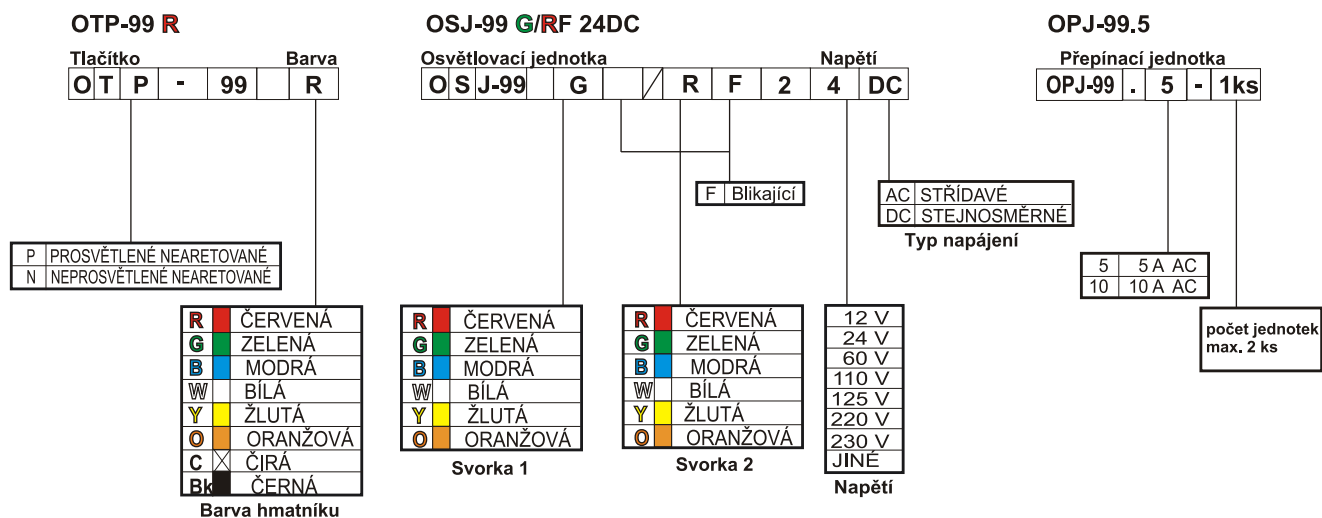 OTP-99 R
Tlačítko Barva
O T P - 99 R
P PROSVĚTLENÉ NEARETOVANÉ
N NEPROSVĚTLENÉ NEARETOVANÉ
R ČERVENÁ
G ZELENÁ
B MODRÁ
W BÍLÁ
Y ŽLUTÁ
O ORANŽOVÁ
C ČIRÁ
Bk ČERNÁ
Barva hmatníku
OSJ-99 G/RF 24DC
Osvětlovací jednotka Napětí
O S J-99 G / R F 2 4 DC
F Blikající
AC STŘÍDAVÉ
DC STEJNOSMĚRNÉ
Typ napájení
R ČERVENÁ
G ZELENÁ
B MODRÁ
W BÍLÁ
Y ŽLUTÁ
O ORANŽOVÁ
Svorka 1
R ČERVENÁ
G ZELENÁ
B MODRÁ
W BÍLÁ
Y ŽLUTÁ
O ORANŽOVÁ
Svorka 2
12 V
24 V
60 V
110 V
125 V
220 V
230 V
JINÉ
Napětí
OPJ-99.5
Přepínací jednotka
OPJ-99 . 5 - 1ks
5 5 A AC
10 10 A AC
počet jednotek
max. 2 ks